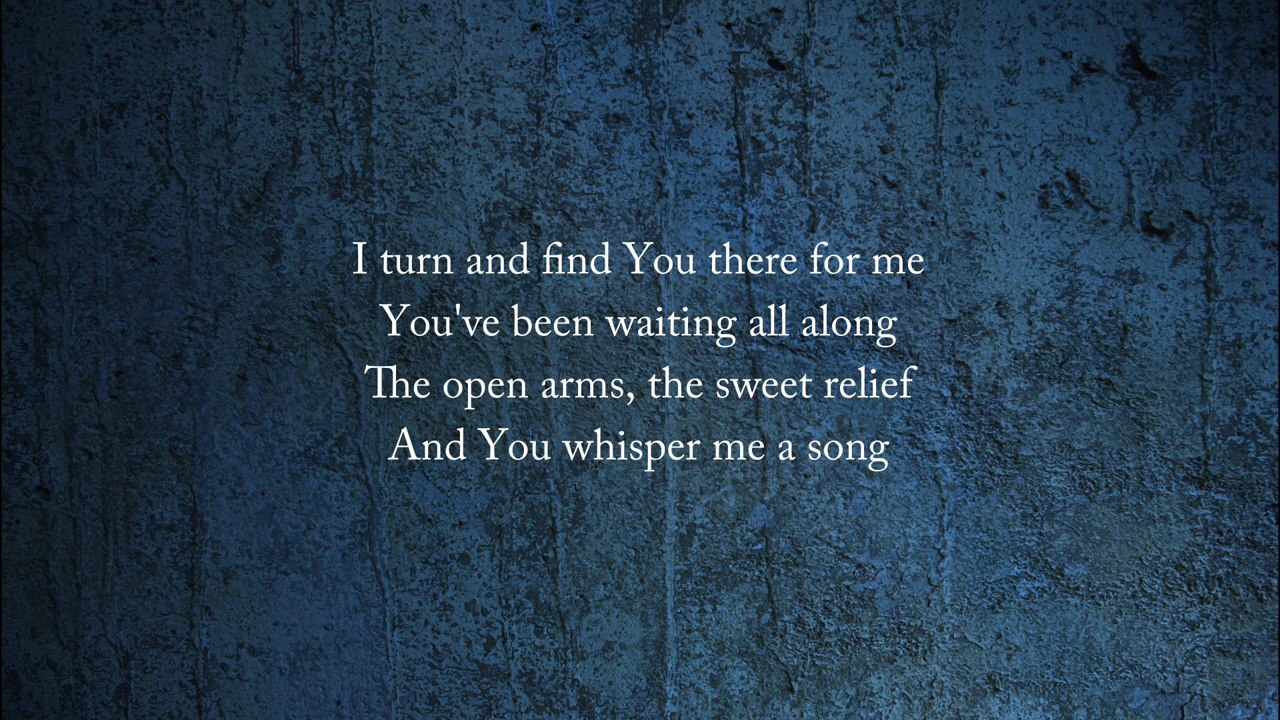 I turn and find You there for me
You've been waiting all along
The open arms, the sweet relief
And You whisper me a song